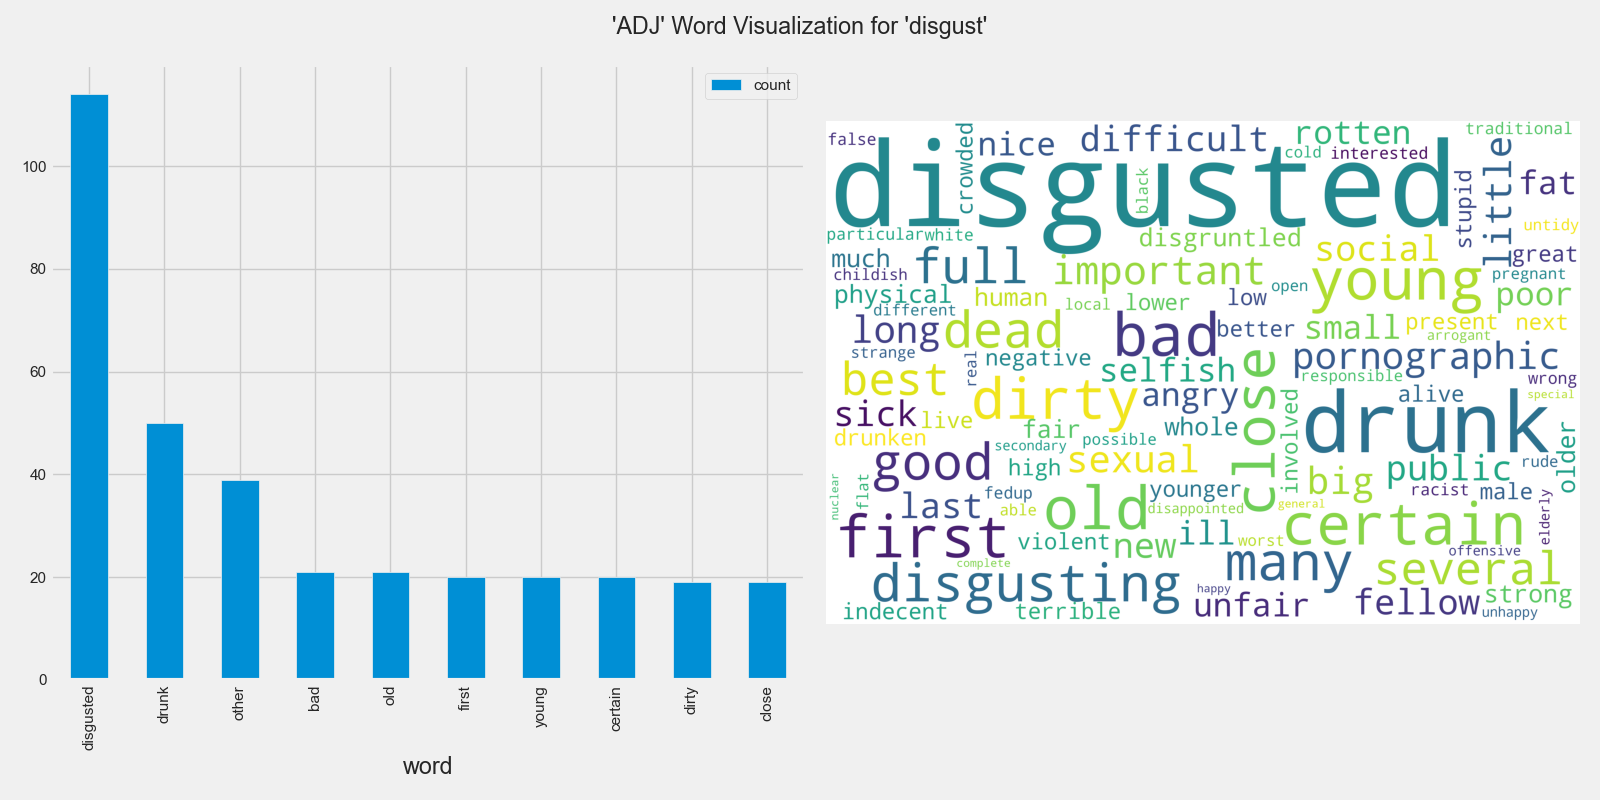 'ADJ' Word Visualization for 'disgust'
count
100
80
60
40
20
0
disgusted
drunk
other
bad
old
first
young
certain
dirty
close
word
false
crowded
nice
difficult
rotten
traditional
cold
interested
disgusted
black
stupid
little
fat
untidy
particular
white
disgruntled
social
great
much
full
important
young
pregnant
childish
open
physical
human
local
lower
low
poor
different
long
dead
bad
better
small
present
next
arrogant
strange
real
negative
close
pornographic
best
selfish
responsible
wrong
dirty
angry
alive
special
sick
live
involved
drunk
drunken
fair
whole
secondary
possible
older
good
high
sexual
public
rude
nuclear
flat
fedup
younger
big
racist
male
last
able
old
disappointed
general
elderly
first
violent
new
ill
worst
certain
offensive
complete
many
several
disgusting
happy
strong
indecent
terrible
unfair
fellow
unhappy